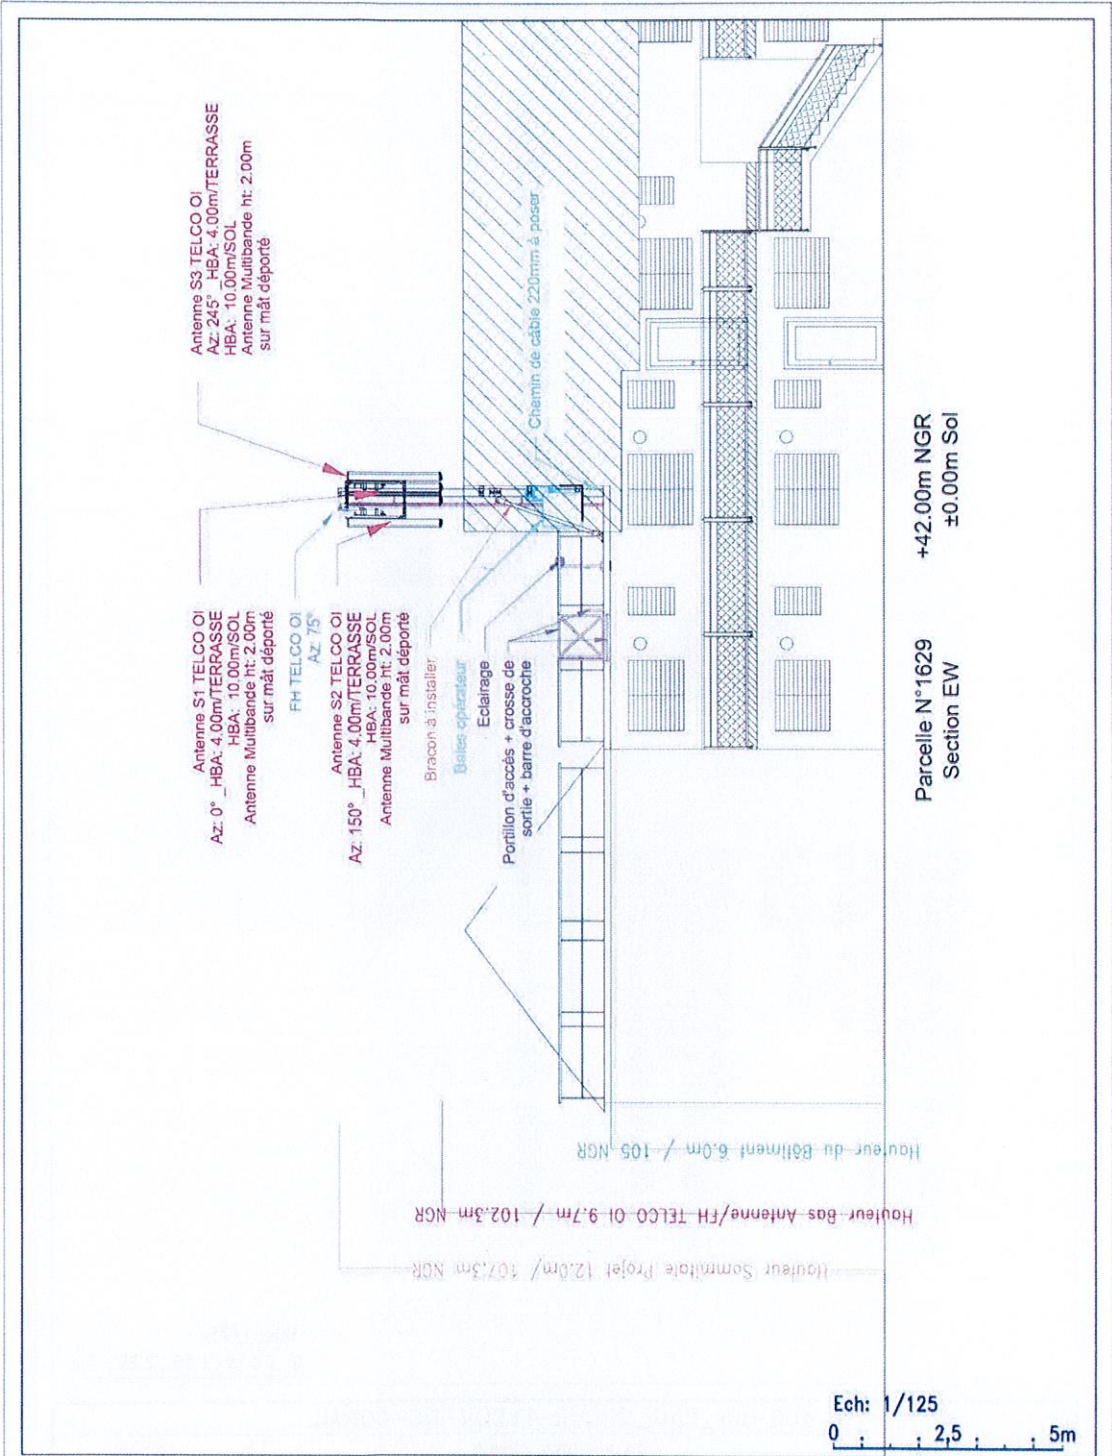 Antenne S1 TELCO OI
Az: 0° _HBA: 4.00m/TERRASSE
HBA: 10.00m/SOL
Antenne Multibande ht: 2.00m
sur mât déporté
FH TELCO OI
Az: 75°
Antenne S2 TELCO OI
Az: 150° _HBA: 4.00m/TERRASSE
HBA: 10.00m/SOL
Antenne Multibande ht: 2.00m
sur mât déporté
Bracon à installer
Baies opérateur
Eclairage
Portillon d'accès + crosse de
sortie + barre d'accroche
Antenne S3 TELCO OI
Az: 245° _HBA: 4.00m/TERRASSE
HBA: 10.00m/SOL
Antenne Multibande ht: 2.00m
sur mât déporté
Chemin de câble 220mm à poser
Hauteur du Bâtiment 6.0m / 105 NGR
Hauteur Bas Antenne/FH TELCO OI 9.7m / 102.3m NGR
Hauteur Sommitale Projet 12.0m/ 107.3m NGR
Parcelle N°1629
Section EW
+42.00m NGR
±0.00m Sol
Ech: 1/125
0 2,5 5m